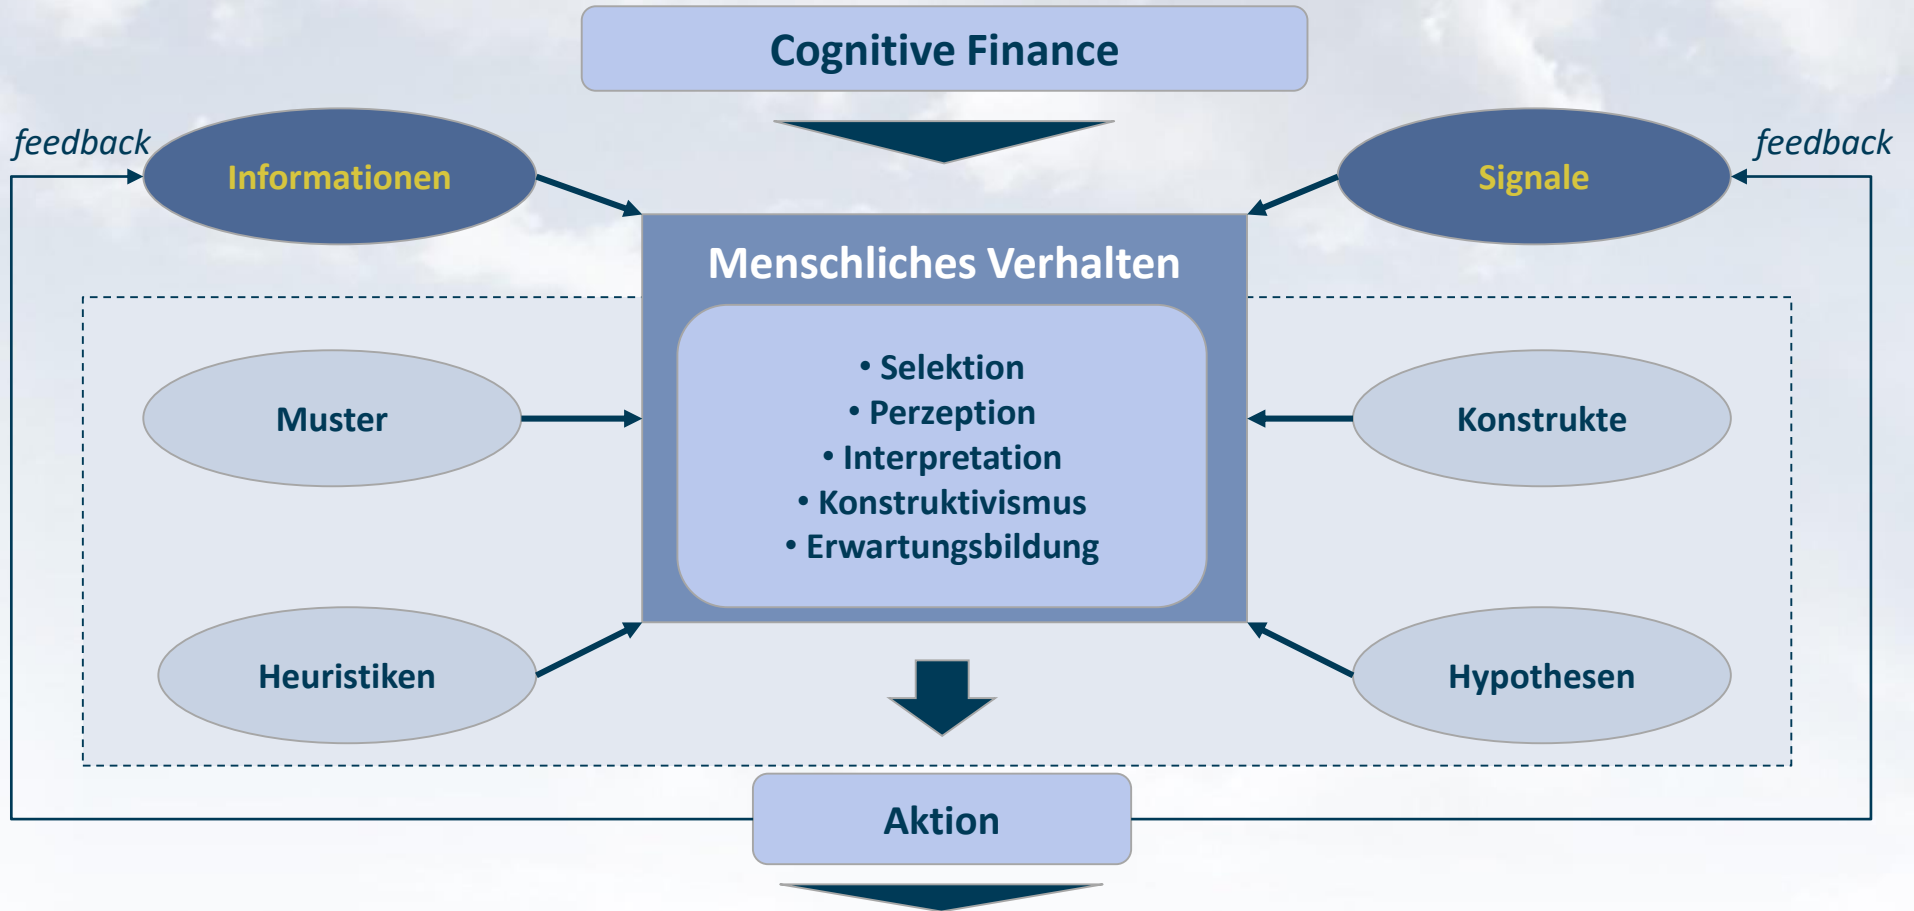 Cognitive Finance
feedback
feedback
Informationen
Signale
Menschliches Verhalten
• Selektion
• Perzeption
• Interpretation
• Konstruktivismus
• Erwartungsbildung
Muster
Konstrukte
Heuristiken
Hypothesen
Aktion